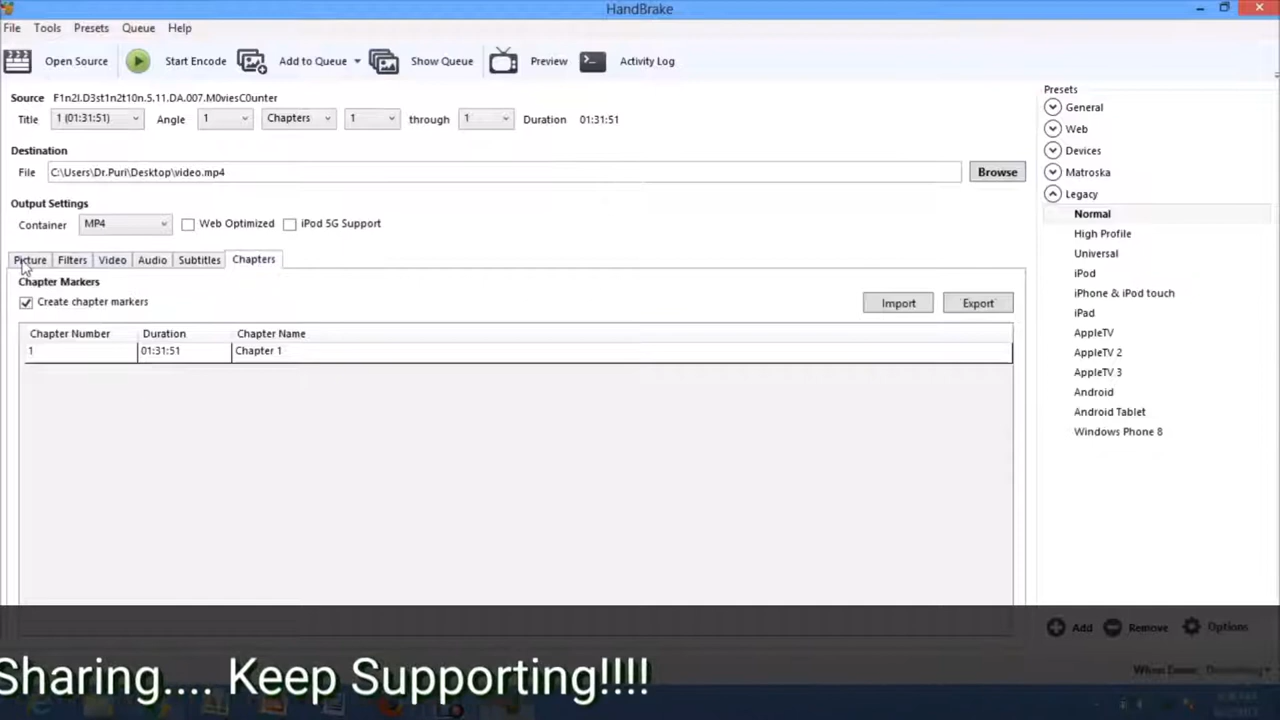 HandBrake
File Tools Presets Queue Help
Open Source Start Encode Add to Queue Show Queue Preview Activity Log
Source F1n2l.D3st1n2t10n.5.11.DA.007.M0viesC0unter
Title 1 (01:31:51) Angle 1 Chapters 1 through 1 Duration 01:31:51
Destination
File C:\Users\Dr.Puri\Desktop\video.mp4 Browse
Output Settings
Container MP4 Web Optimized iPod 5G Support
Picture Filters Video Audio Subtitles Chapters
Chapter Markers
Create chapter markers Import Export
Chapter Number Duration Chapter Name
1 01:31:51 Chapter 1
Presets
General
Web
Devices
Matroska
Legacy
Normal
High Profile
Universal
iPod
iPhone & iPod touch
iPad
AppleTV
AppleTV 2
AppleTV 3
Android
Android Tablet
Windows Phone 8
Add Remove Options
When Done:
Sharing.... Keep Supporting!!!!